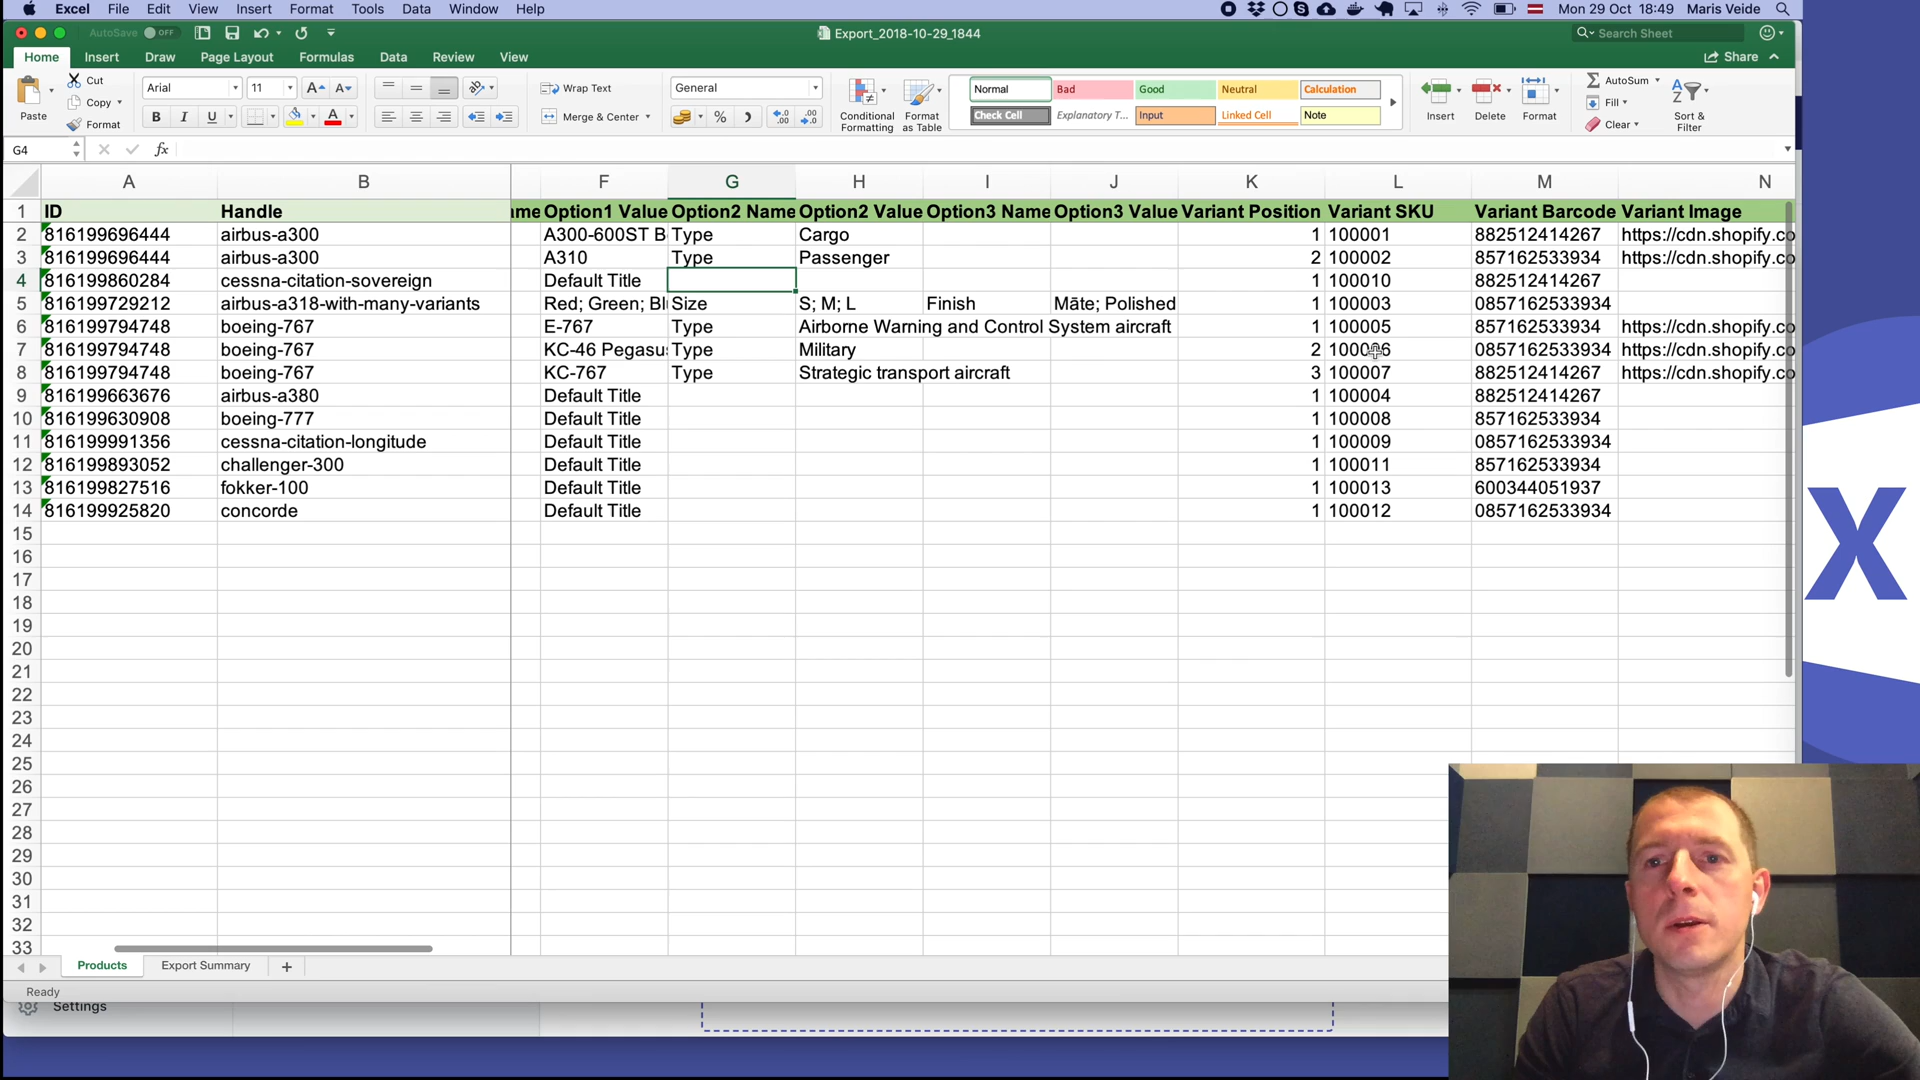 Excel File Edit View Insert Format Tools Data Window Help Mon 29 Oct 18:49 Maris Veide
AutoSave OFF Export_2018-10-29_1844 Search Sheet
Home Insert Draw Page Layout Formulas Data Review View Share
Paste Cut Copy Format Arial 11 Wrap Text Merge & Center General Conditional Formatting Format as Table Normal Bad Good Neutral Calculation Insert Delete Format AutoSum Fill Clear Sort & Filter
B I U % Check Cell Explanatory T... Input Linked Cell Note
G4 fx
A B F G H I J K L M N
1 ID Handle ame Option1 Value Option2 Name Option2 Value Option3 Name Option3 Value Variant Position Variant SKU Variant Barcode Variant Image
2 816199696444 airbus-a300 A300-600ST B Type Cargo 1 100001 882512414267 https://cdn.shopify.co
3 816199696444 airbus-a300 A310 Type Passenger 2 100002 857162533934 https://cdn.shopify.co
4 816199860284 cessna-citation-sovereign Default Title 1 100010 882512414267
5 816199729212 airbus-a318-with-many-variants Red; Green; Bl Size S; M; L Finish Māte; Polished 1 100003 0857162533934
6 816199794748 boeing-767 E-767 Type Airborne Warning and Control System aircraft 1 100005 857162533934 https://cdn.shopify.co
7 816199794748 boeing-767 KC-46 Pegasus Type Military 2 100006 0857162533934 https://cdn.shopify.co
8 816199794748 boeing-767 KC-767 Type Strategic transport aircraft 3 100007 882512414267 https://cdn.shopify.co
9 816199663676 airbus-a380 Default Title 1 100004 882512414267
10 816199630908 boeing-777 Default Title 1 100008 857162533934
11 816199991356 cessna-citation-longitude Default Title 1 100009 0857162533934
12 816199893052 challenger-300 Default Title 1 100011 857162533934
13 816199827516 fokker-100 Default Title 1 100013 600344051937
14 816199925820 concorde Default Title 1 100012 0857162533934
15
16
17
18
19
20
21
22
23
24
25
26
27
28
29
30
31
32
33
Products Export Summary +
Ready
Settings
X